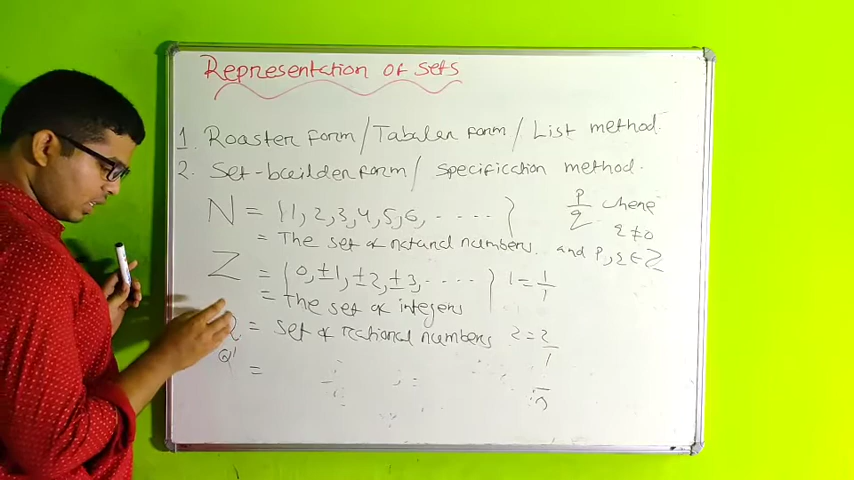 Representation of sets
1. Roaster form/Tabuler form/List method.
2. Set-builder form/ specification method.
N = {1, 2, 3, 4, 5, 6, .....}
= The set of natural numbers.
p/q where
q ≠ 0
and p, q ∈ Z
Z = {0, ±1, ±2, ±3, ....}
= The set of integers
1 = 1/1
= set of rational numbers
2 = 2/1
Q'
=